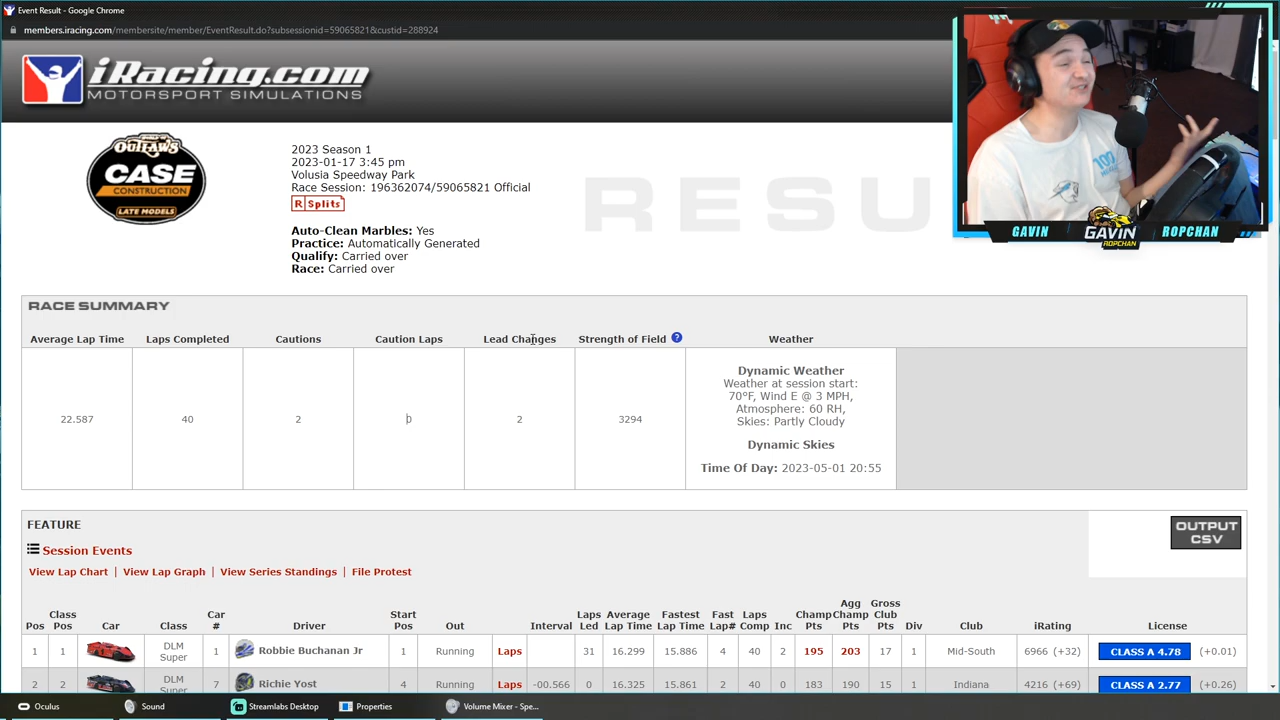 Event Result - Google Chrome
members.iracing.com/membersite/member/EventResult.do?subsessionid=59065821&custid=288924
iRacing.com
MOTORSPORT SIMULATIONS
OUTLAWS
CASE
CONSTRUCTION
LATE MODELS
2023 Season 1
2023-01-17 3:45 pm
Volusia Speedway Park
Race Session: 196362074/59065821 Official
R Splits
Auto-Clean Marbles: Yes
Practice: Automatically Generated
Qualify: Carried over
Race: Carried over
RESU
100
GAVIN
GAVIN
ROPCHAN
ROPCHAN
RACE SUMMARY
Average Lap Time Laps Completed Cautions Caution Laps Lead Changes Strength of Field ? Weather
22.587 40 2 2 3294
Dynamic Weather
Weather at session start:
70°F, Wind E @ 3 MPH,
Atmosphere: 60 RH,
Skies: Partly Cloudy
Dynamic Skies
Time Of Day: 2023-05-01 20:55
FEATURE
OUTPUT
CSV
Session Events
View Lap Chart | View Lap Graph | View Series Standings | File Protest
Pos Class Pos Car Class Car # Driver Start Pos Out Interval Laps Led Average Lap Time Fastest Lap Time Fast Lap# Laps Comp Inc Champ Pts Agg Champ Pts Gross Club Pts Div Club iRating License
1 1 DLM Super 1 Robbie Buchanan Jr 1 Running Laps 31 16.299 15.886 4 40 2 195 203 17 1 Mid-South 6966 (+32) CLASS A 4.78 (+0.01)
2 2 DLM Super 7 Richie Yost 4 Running Laps -00.566 0 16.325 15.861 2 40 0 183 190 15 1 Indiana 4216 (+69) CLASS A 2.77 (+0.26)
Oculus Sound Streamlabs Desktop Properties Volume Mixer - Spe...